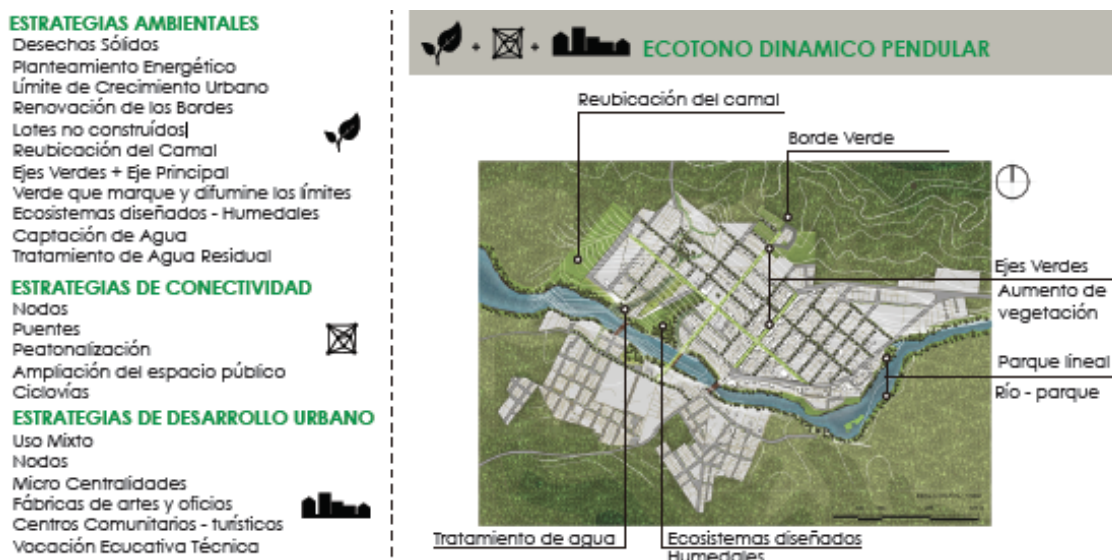 ESTRATEGIAS AMBIENTALES
Desechos Sólidos
Planteamiento Energético
Límite de Crecimiento Urbano
Renovación de los Bordes
Lotes no construídos
Reubicación del Camal
Ejes Verdes + Eje Principal
Verde que marque y difumine los límites
Ecosistemas diseñados - Humedales
Captación de Agua
Tratamiento de Agua Residual
ESTRATEGIAS DE CONECTIVIDAD
Nodos
Puentes
Peatonalización
Ampliación del espacio público
Ciclovías
ESTRATEGIAS DE DESARROLLO URBANO
Uso Mixto
Nodos
Micro Centralidades
Fábricas de artes y oficios
Centros Comunitarios - turísticos
Vocación Ecucativa Técnica
+ + ECOTONO DINAMICO PENDULAR
Reubicación del camal
Borde Verde
Ejes Verdes
Aumento de
vegetación
Parque lineal
Río - parque
Tratamiento de agua
Ecosistemas diseñados
Humedales